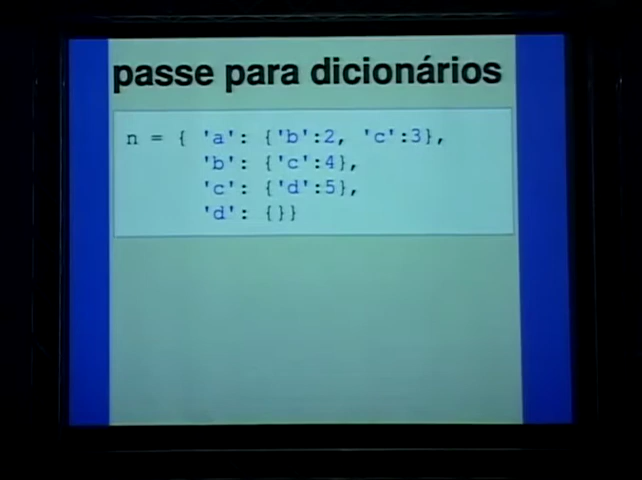 passe para dicionários
n = { 'a': {'b':2, 'c':3},
'b': {'c':4},
'c': {'d':5},
'd': {}}